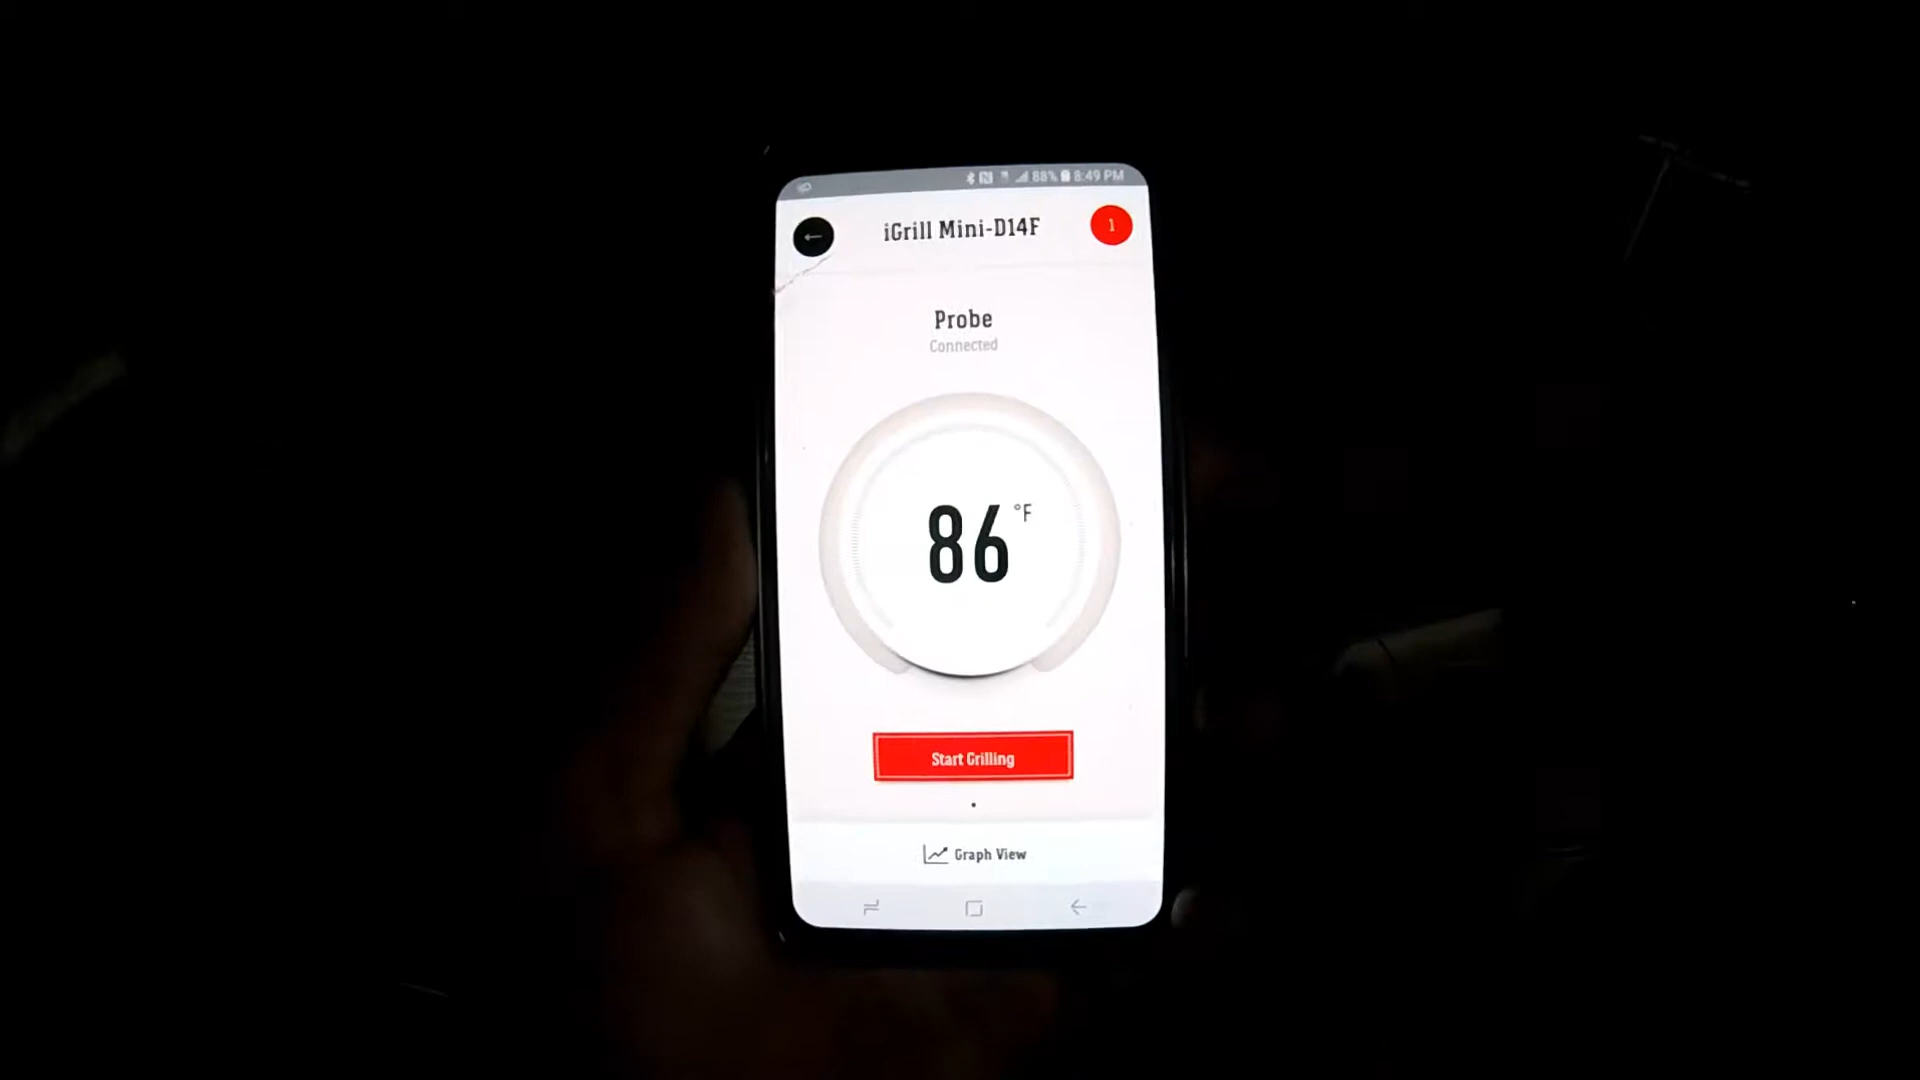 88% 8:49 PM
iGrill Mini-D14F
1
Probe
Connected
86 °F
Start Grilling
Graph View